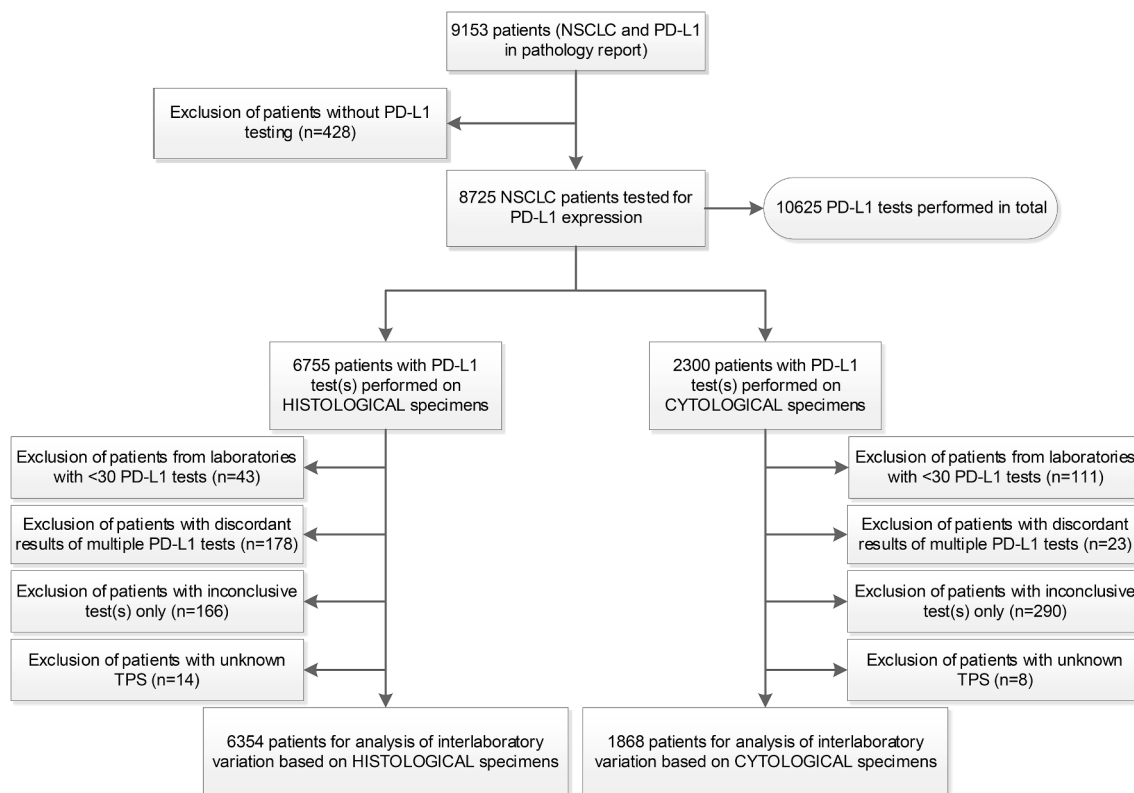 9153 patients (NSCLC and PD-L1
in pathology report)
Exclusion of patients without PD-L1
testing (n=428)
8725 NSCLC patients tested for
PD-L1 expression
10625 PD-L1 tests performed in total
6755 patients with PD-L1
test(s) performed on
HISTOLOGICAL specimens
2300 patients with PD-L1
test(s) performed on
CYTOLOGICAL specimens
Exclusion of patients from laboratories
with <30 PD-L1 tests (n=43)
Exclusion of patients from laboratories
with <30 PD-L1 tests (n=111)
Exclusion of patients with discordant
results of multiple PD-L1 tests (n=178)
Exclusion of patients with discordant
results of multiple PD-L1 tests (n=23)
Exclusion of patients with inconclusive
test(s) only (n=166)
Exclusion of patients with inconclusive
test(s) only (n=290)
Exclusion of patients with unknown
TPS (n=14)
Exclusion of patients with unknown
TPS (n=8)
6354 patients for analysis of interlaboratory
variation based on HISTOLOGICAL specimens
1868 patients for analysis of interlaboratory
variation based on CYTOLOGICAL specimens